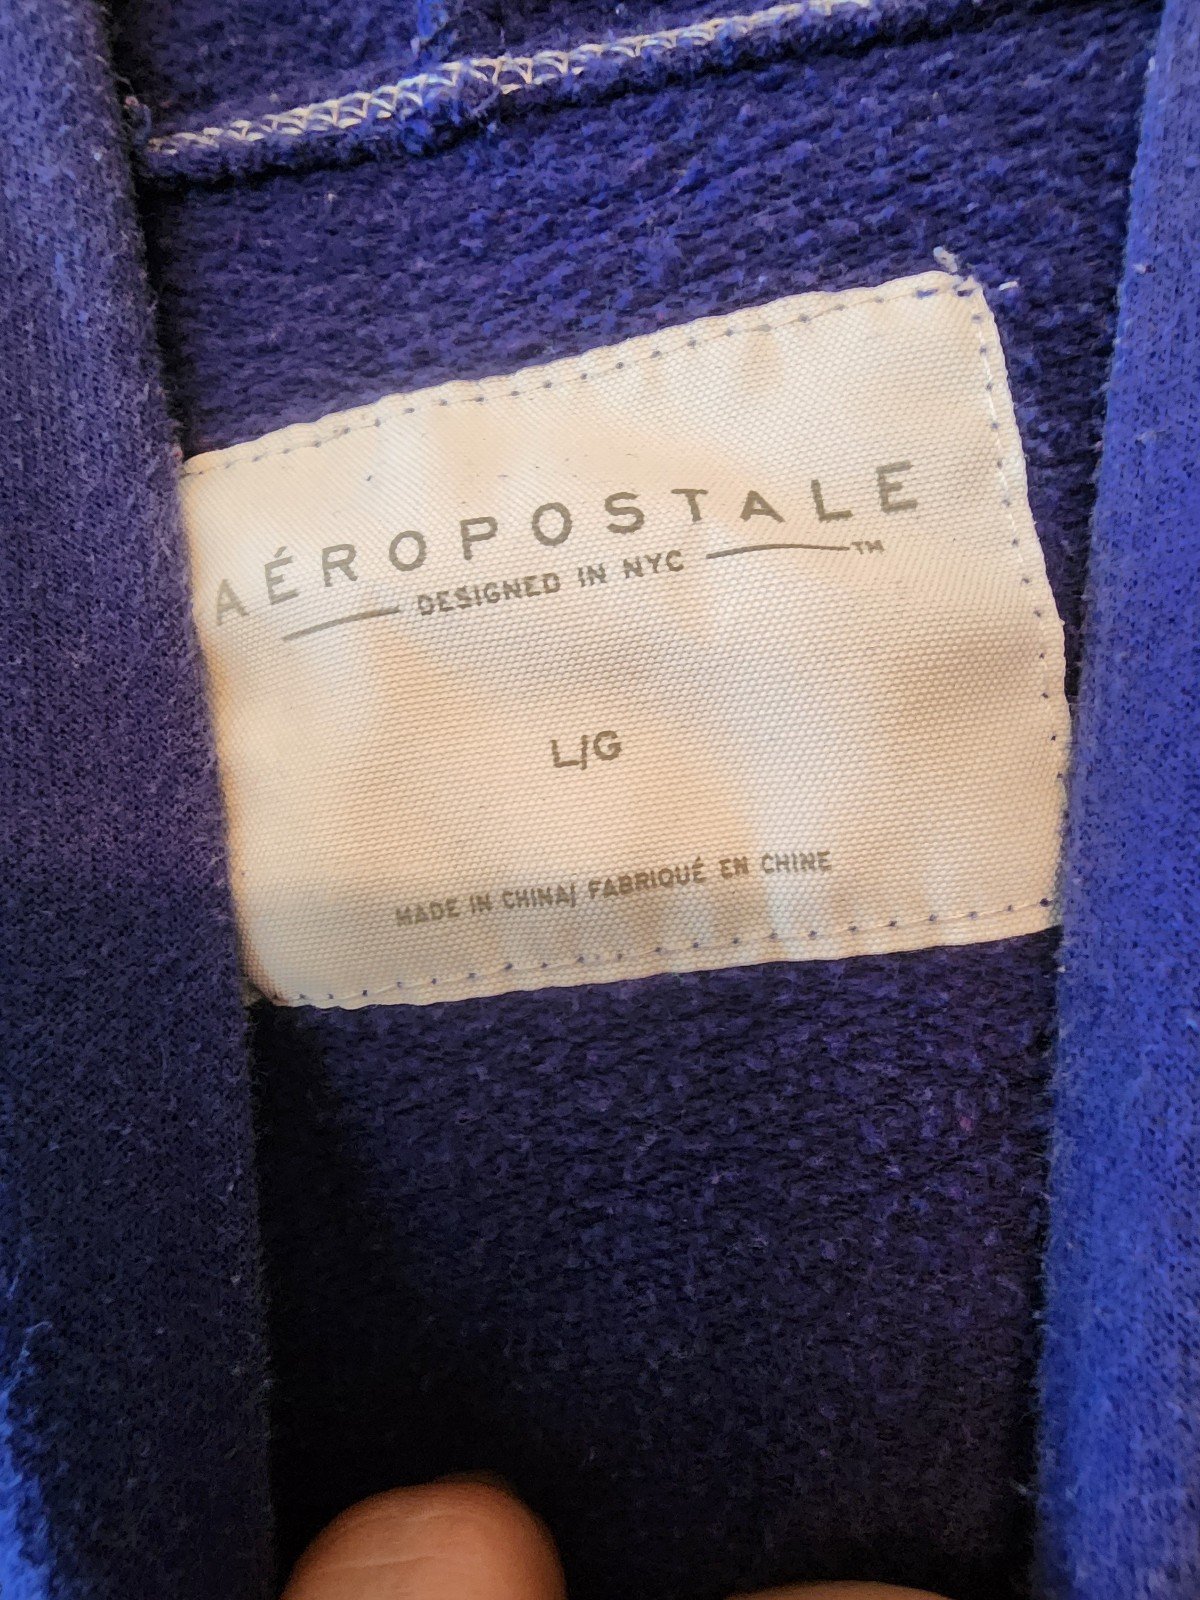 AÉROPOSTALE
DESIGNED IN NYC ™
L/G
MADE IN CHINA/ FABRIQUÉ EN CHINE